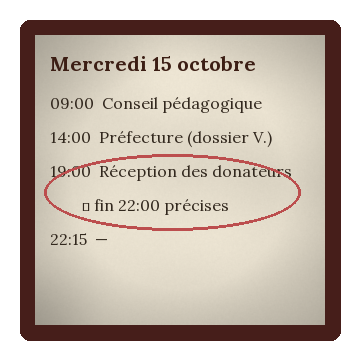 Mercredi 15 octobre
09:00 Conseil pédagogique
14:00 Préfecture (dossier V.)
19:00 Réception des donateurs
▯ fin 22:00 précises
22:15 —